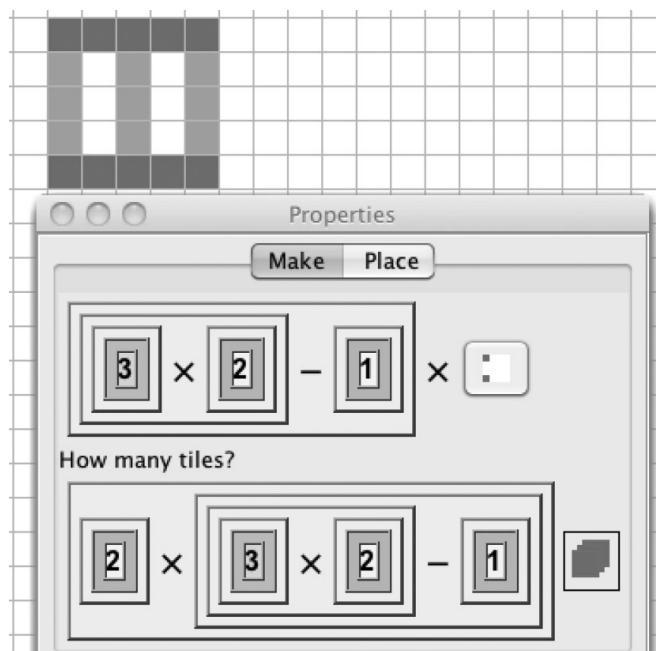 Properties
Make Place
3 × 2 − 1 ×
How many tiles?
2 × 3 × 2 − 1